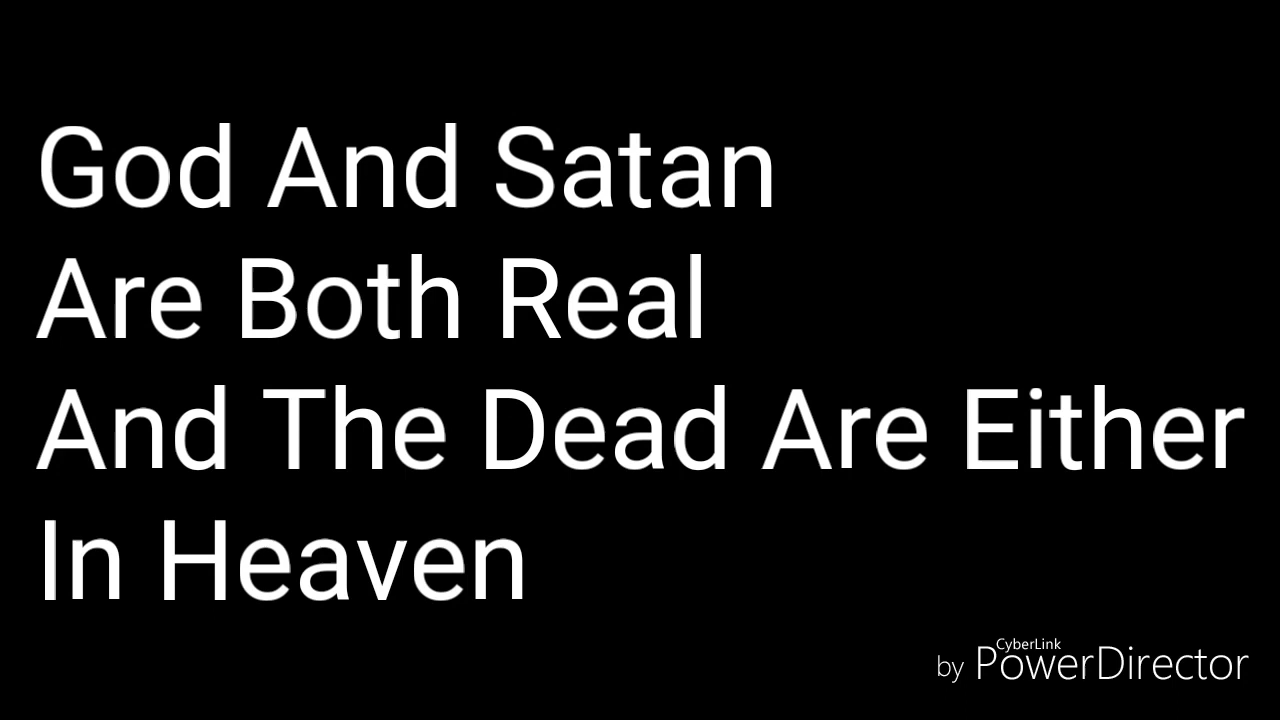 God And Satan
Are Both Real
And The Dead Are Either
In Heaven
CyberLink
by PowerDirector